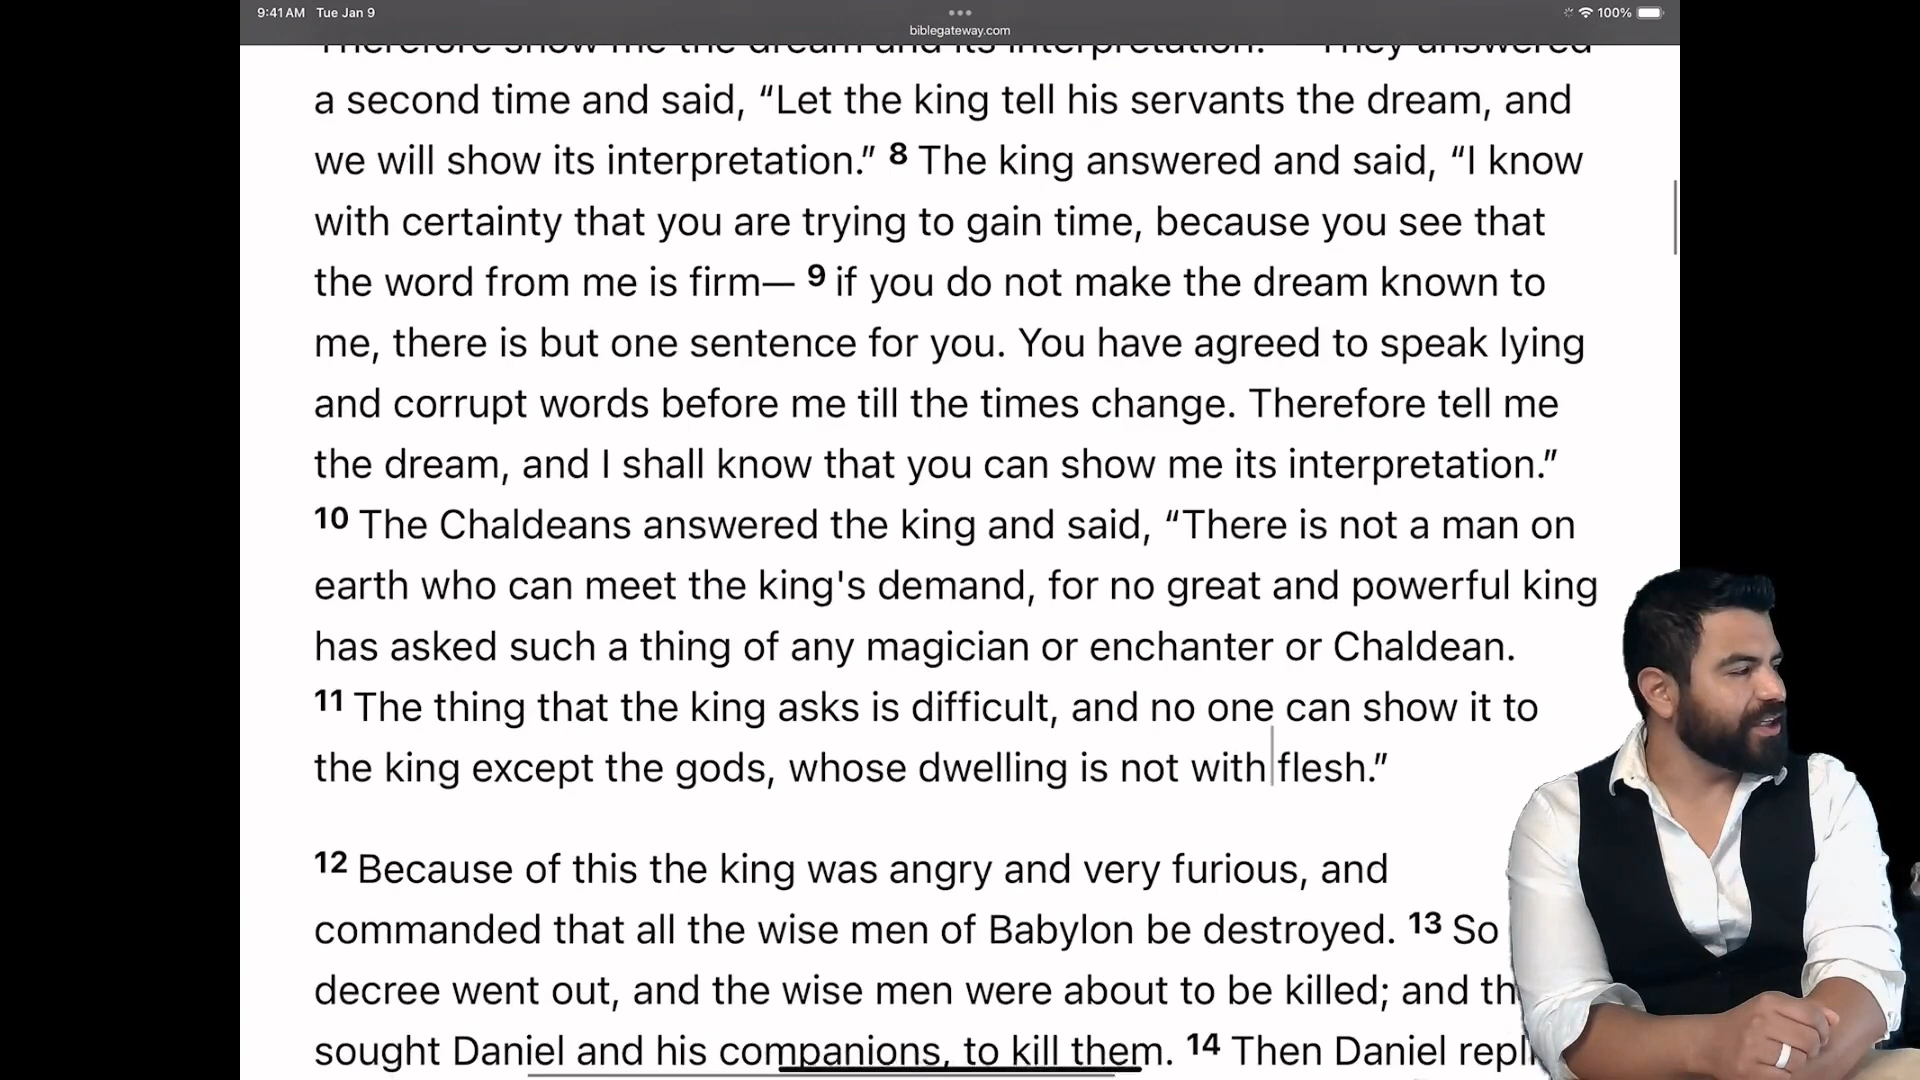 9:41 AM Tue Jan 9
100%
biblegateway.com
Therefore show me the dream and its interpretation.” They answered
a second time and said, “Let the king tell his servants the dream, and
we will show its interpretation.” 8 The king answered and said, “I know
with certainty that you are trying to gain time, because you see that
the word from me is firm— 9 if you do not make the dream known to
me, there is but one sentence for you. You have agreed to speak lying
and corrupt words before me till the times change. Therefore tell me
the dream, and I shall know that you can show me its interpretation.”
10 The Chaldeans answered the king and said, “There is not a man on
earth who can meet the king's demand, for no great and powerful king
has asked such a thing of any magician or enchanter or Chaldean.
11 The thing that the king asks is difficult, and no one can show it to
the king except the gods, whose dwelling is not with flesh.”
12 Because of this the king was angry and very furious, and
commanded that all the wise men of Babylon be destroyed. 13 So
decree went out, and the wise men were about to be killed; and th
sought Daniel and his companions, to kill them. 14 Then Daniel repli